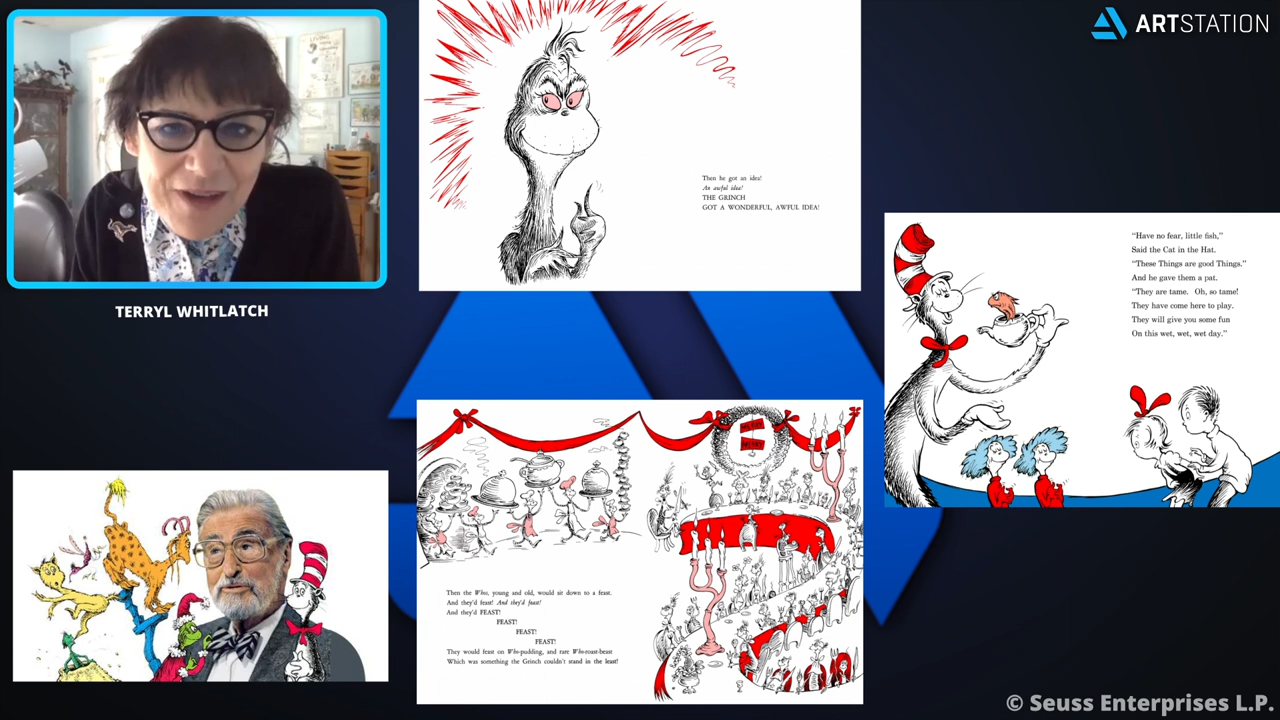 ARTSTATION
TERRYL WHITLATCH
Then he got an idea!
An awful idea!
THE GRINCH
GOT A WONDERFUL, AWFUL IDEA!
"Have no fear, little fish,"
Said the Cat in the Hat.
"These Things are good Things."
And he gave them a pat.
"They are tame. Oh, so tame!
They have come here to play.
They will give you some fun
On this wet, wet, wet day."
MERRY
Then the Whos, young and old, would sit down to a feast.
And they'd feast! And they'd feast!
And they'd FEAST!
FEAST!
FEAST!
FEAST!
They would feast on Who-pudding, and rare Who-roast-beast
Which was something the Grinch couldn't stand in the least!
© Seuss Enterprises L.P.